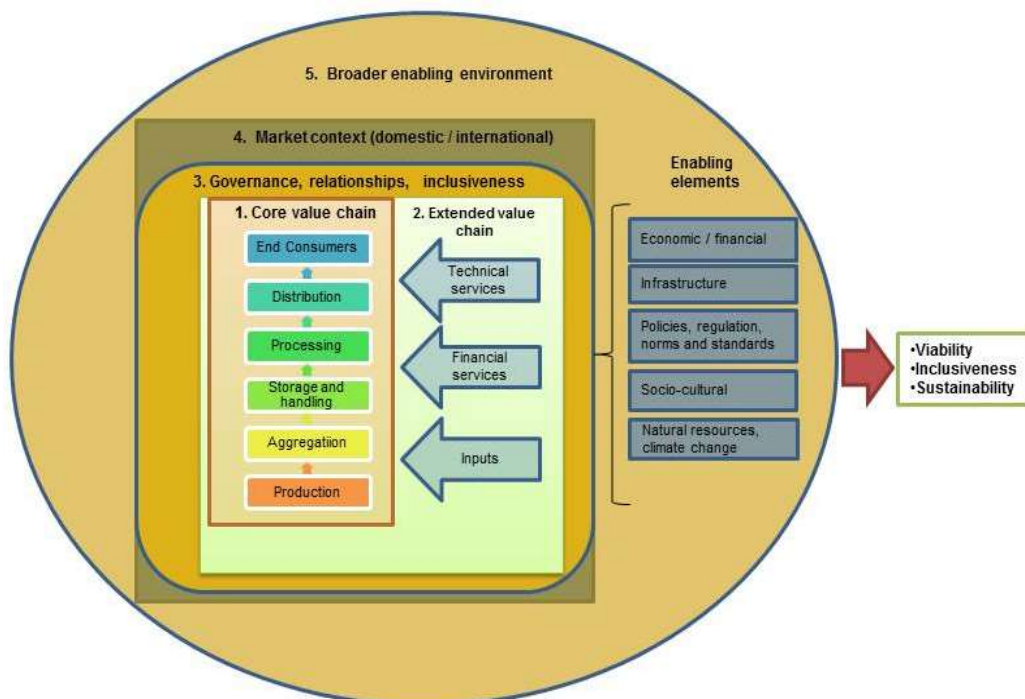 5. Broader enabling environment
4. Market context (domestic / international)
3. Governance, relationships, inclusiveness
1. Core value chain
End Consumers
Distribution
Processing
Storage and
handling
Aggregatiion
Production
2. Extended value
chain
Technical
services
Financial
services
Inputs
Enabling
elements
Economic / financial
Infrastructure
Policies, regulation,
norms and standards
Socio-cultural
Natural resources,
climate change
•Viability
•Inclusiveness
•Sustainability